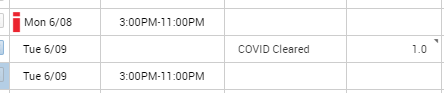 Mon 6/08 3:00PM-11:00PM
Tue 6/09 COVID Cleared 1.0
Tue 6/09 3:00PM-11:00PM